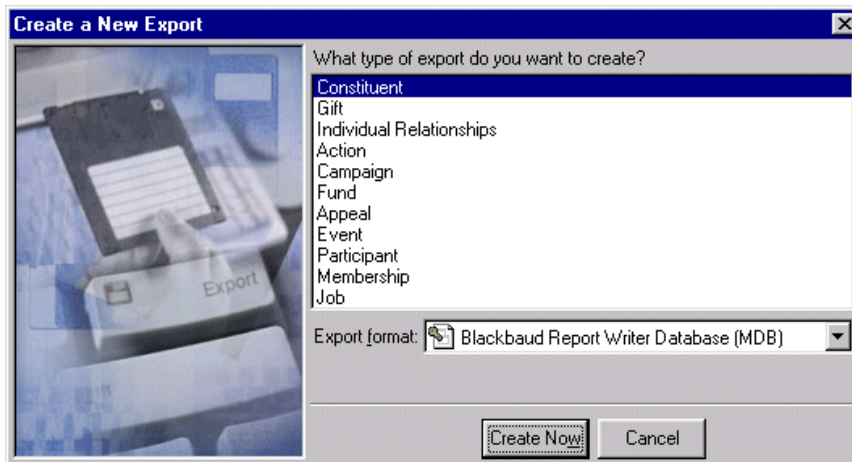 Create a New Export
What type of export do you want to create?
Constituent
Gift
Individual Relationships
Action
Campaign
Fund
Appeal
Event
Participant
Membership
Job
Export
Export format: Blackbaud Report Writer Database (MDB)
Create Now Cancel